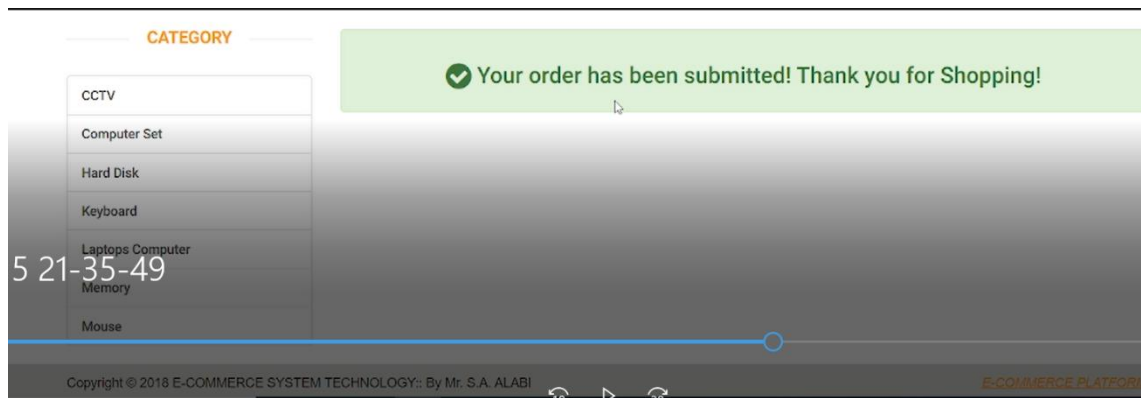 CATEGORY
Your order has been submitted! Thank you for Shopping!
CCTV
Computer Set
Hard Disk
Keyboard
Laptops Computer
5 21-35-49
Memory
Mouse
Copyright © 2018 E-COMMERCE SYSTEM TECHNOLOGY:: By Mr. S.A. ALABI
E-COMMERCE PLATFOR